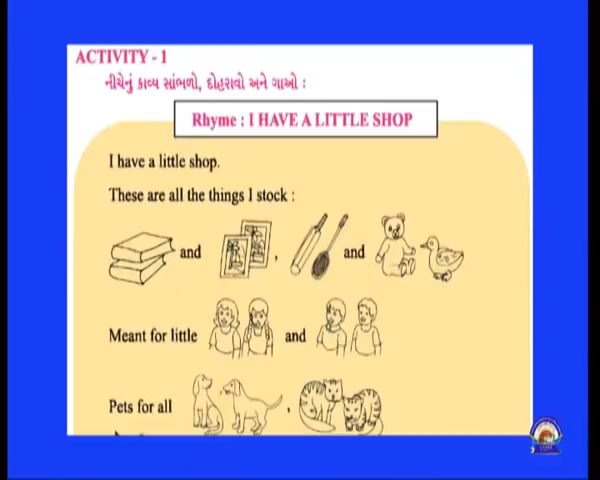 ACTIVITY - 1
નીચેનું કાવ્ય સાંભળો, દોહરાવો અને ગાઓ :
Rhyme : I HAVE A LITTLE SHOP
I have a little shop.
These are all the things I stock :
and , and
Meant for little and
Pets for all ,